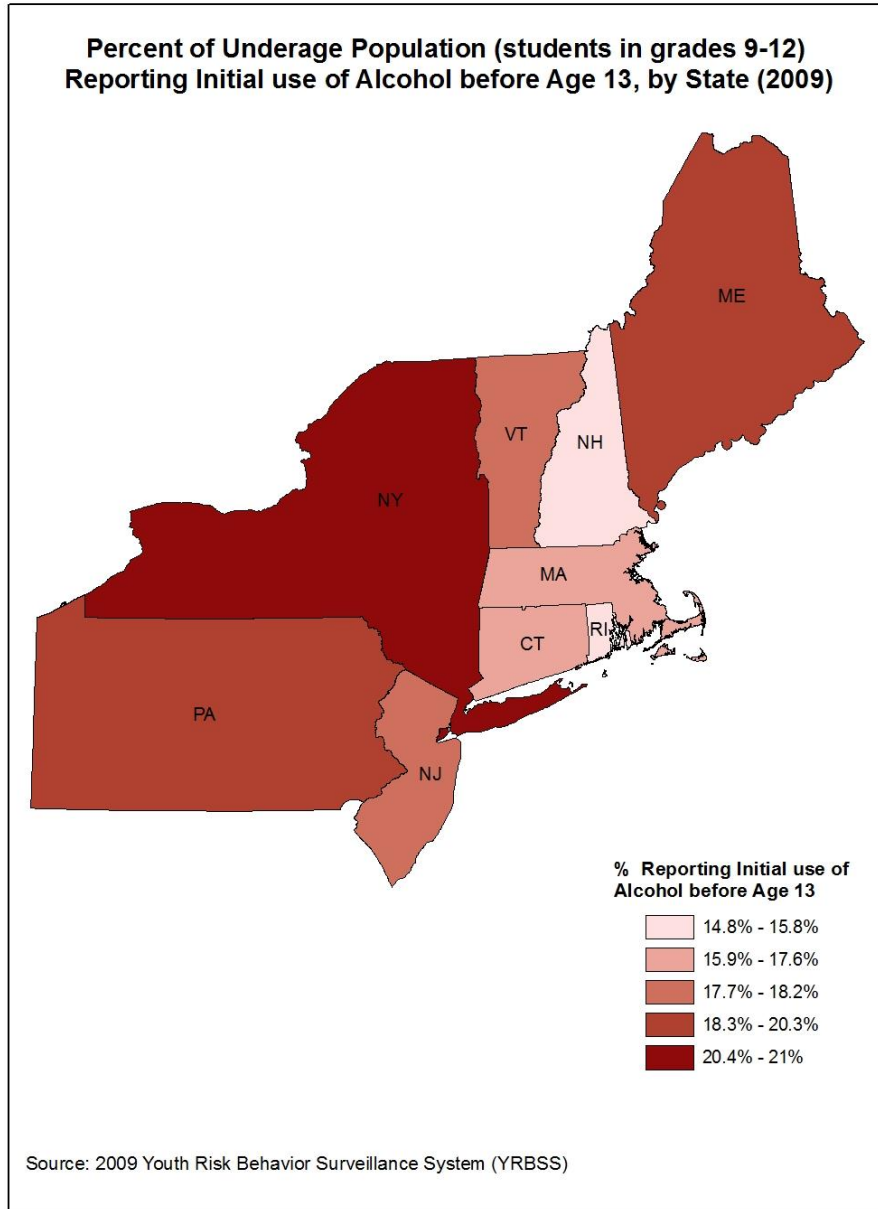 Percent of Underage Population (students in grades 9-12)
Reporting Initial use of Alcohol before Age 13, by State (2009)
ME
VT
NH
NY
MA
CT
RI
PA
NJ
% Reporting Initial use of
Alcohol before Age 13
14.8% - 15.8%
15.9% - 17.6%
17.7% - 18.2%
18.3% - 20.3%
20.4% - 21%
Source: 2009 Youth Risk Behavior Surveillance System (YRBSS)